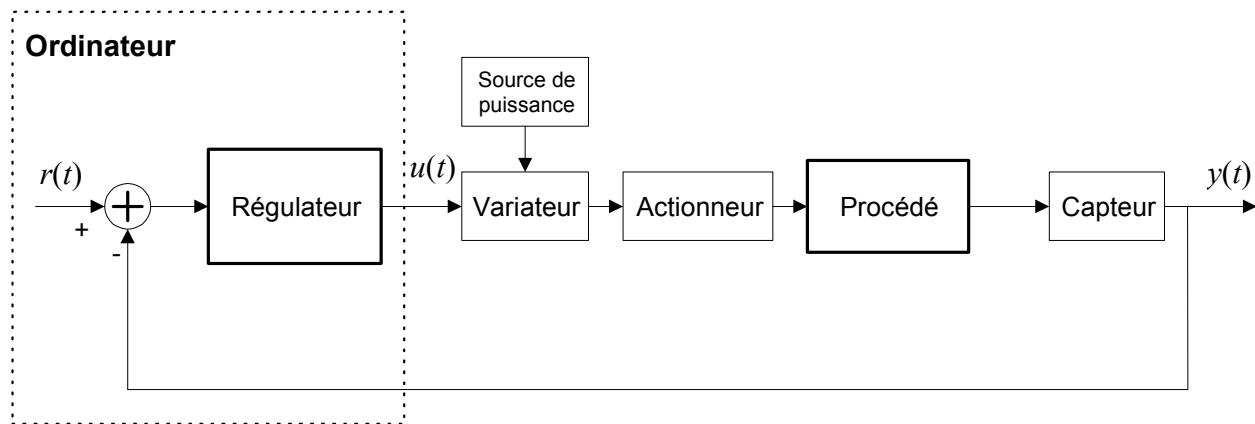 Ordinateur
Source de
puissance
r(t)
+
-
Régulateur
u(t)
Variateur
Actionneur
Procédé
Capteur
y(t)